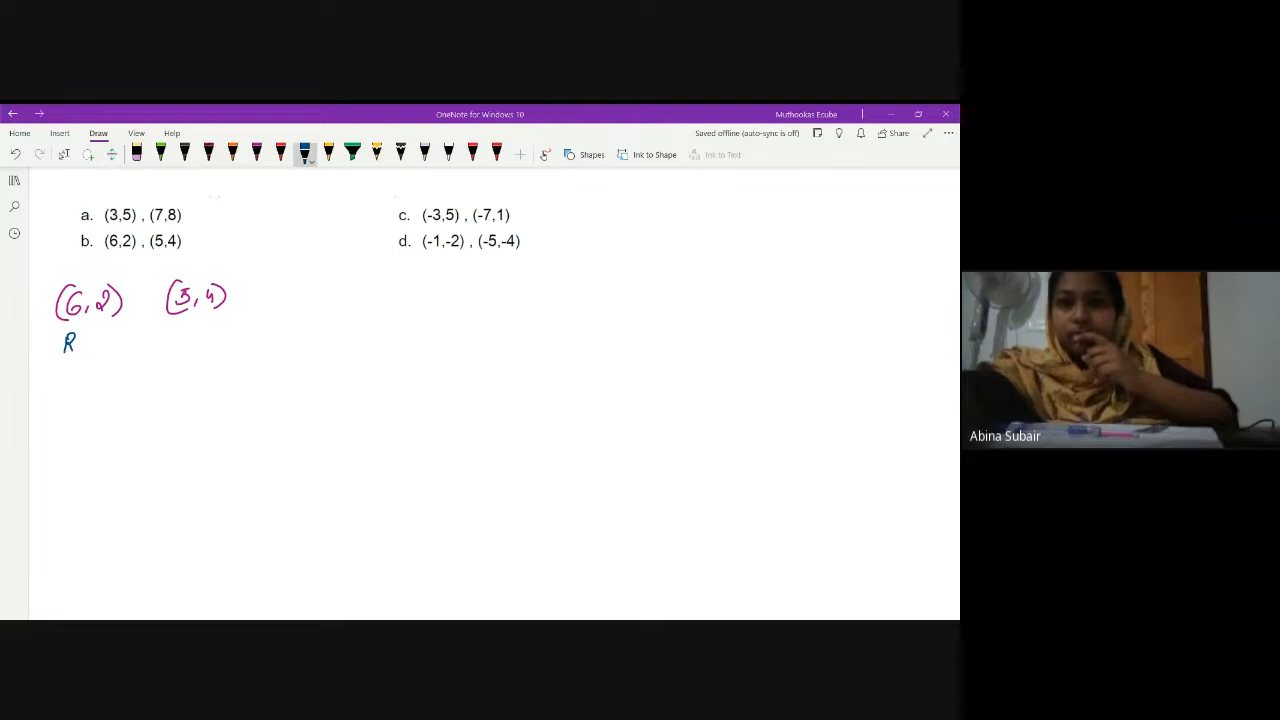 OneNote for Windows 10
Muthookas Ecube
Home Insert Draw View Help
Saved offline (auto-sync is off)
Share
Shapes
Ink to Shape
Ink to Text
a. (3,5) , (7,8)
c. (-3,5) , (-7,1)
b. (6,2) , (5,4)
d. (-1,-2) , (-5,-4)
(6, 2) (5, 4)
R
Abina Subair